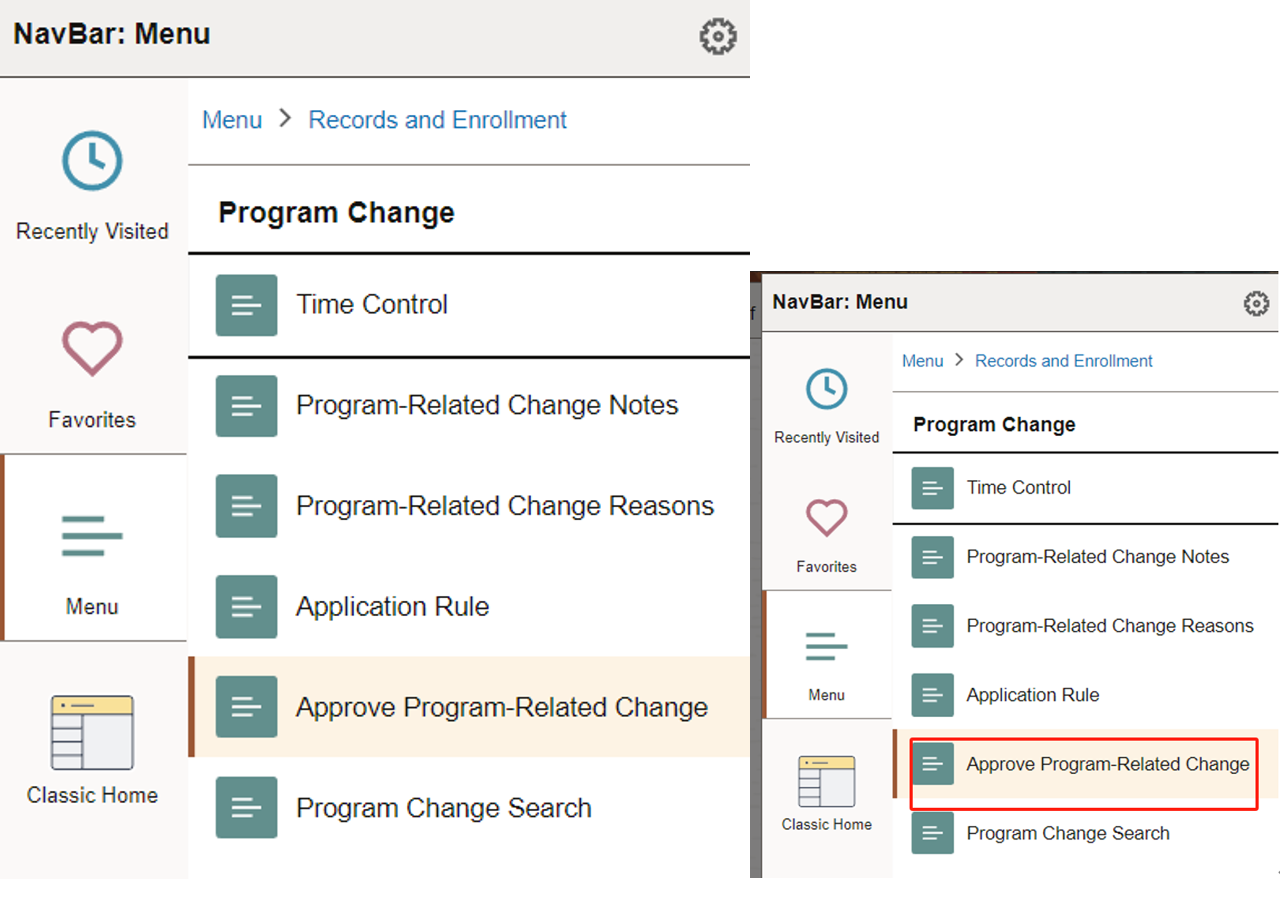 NavBar: Menu
Menu > Records and Enrollment
Recently Visited
Program Change
Time Control
Program-Related Change Notes
Favorites
Program-Related Change Reasons
Menu
Application Rule
Approve Program-Related Change
Classic Home
Program Change Search
f
NavBar: Menu
Menu > Records and Enrollment
Recently Visited
Program Change
Time Control
Program-Related Change Notes
Favorites
Program-Related Change Reasons
Menu
Application Rule
Approve Program-Related Change
Classic Home
Program Change Search